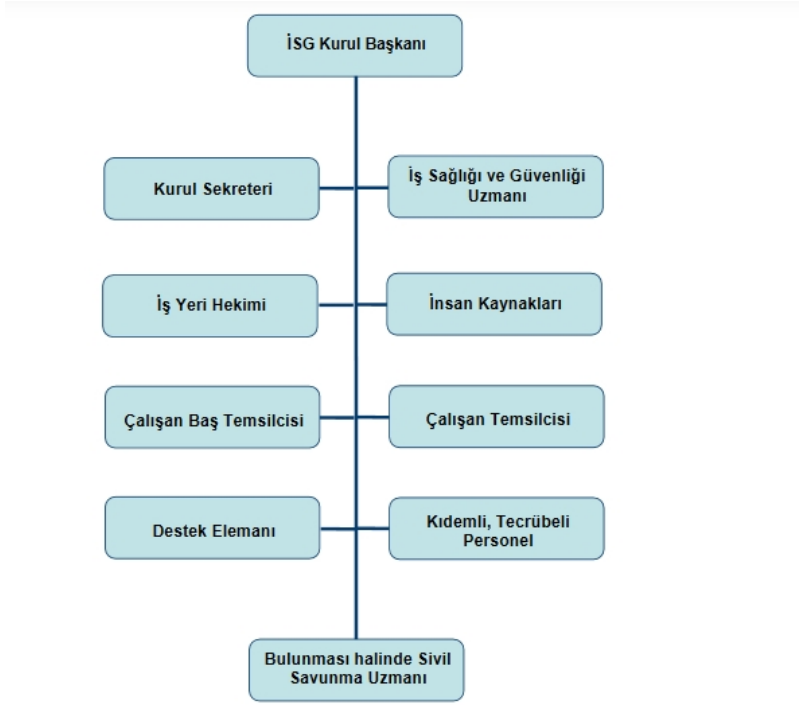 İSG Kurul Başkanı
Kurul Sekreteri
İş Sağlığı ve Güvenliği
Uzmanı
İş Yeri Hekimi
İnsan Kaynakları
Çalışan Baş Temsilcisi
Çalışan Temsilcisi
Destek Elemanı
Kıdemli, Tecrübeli
Personel
Bulunması halinde Sivil
Savunma Uzmanı